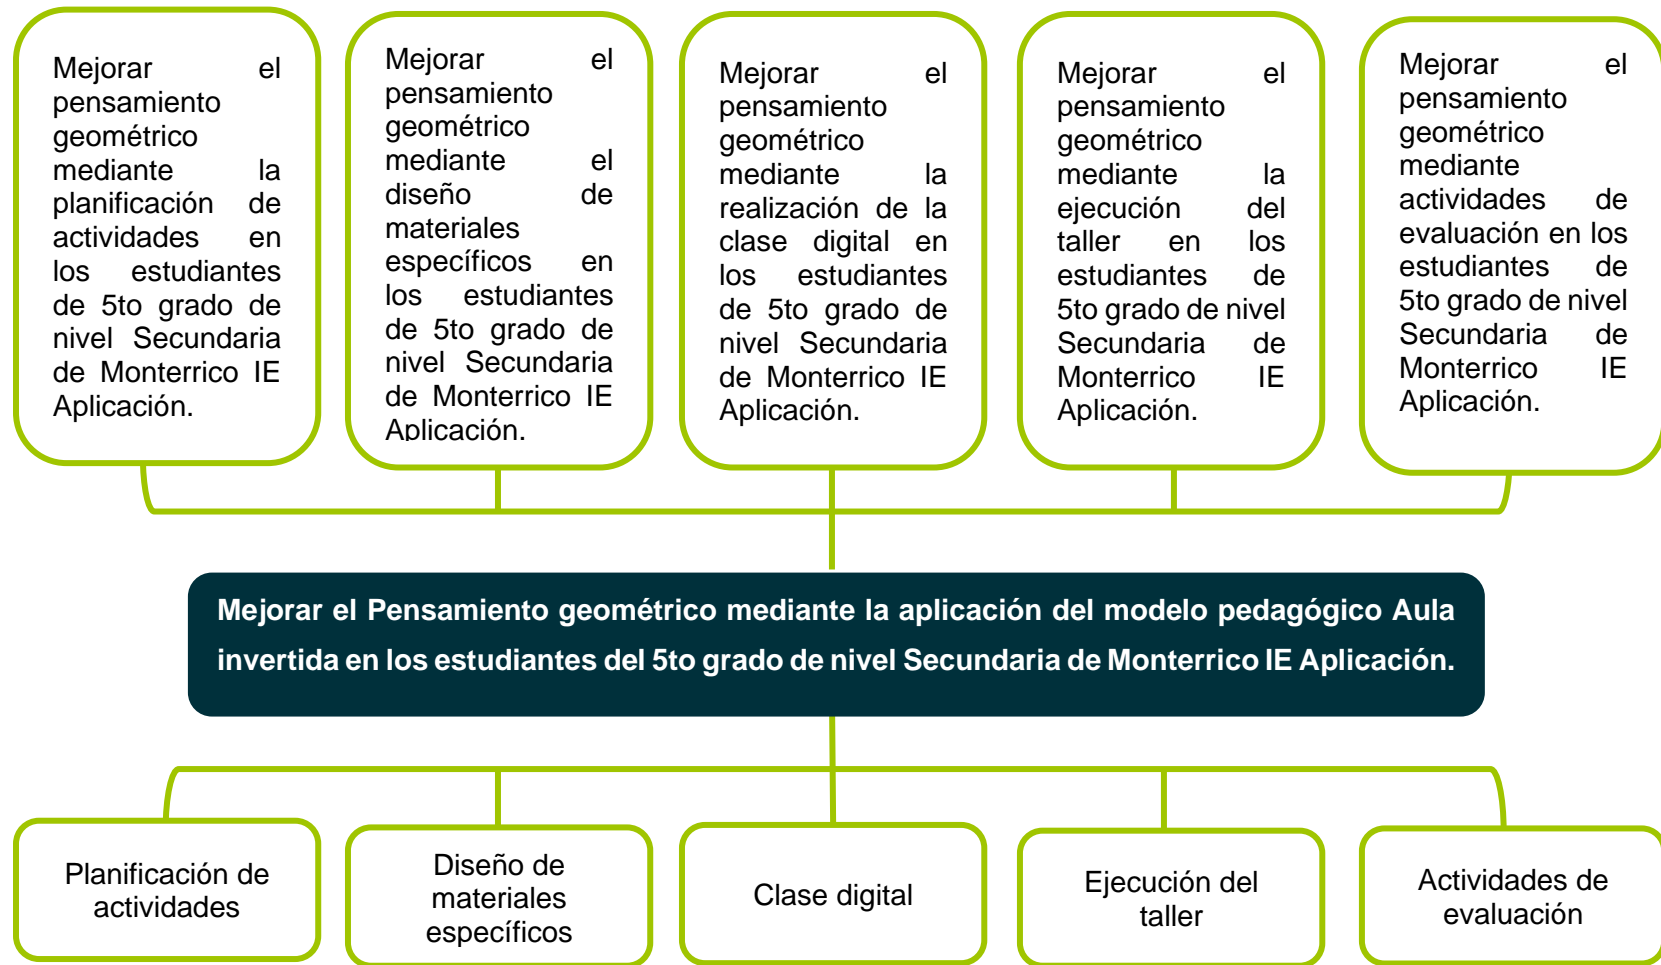 Mejorar el
pensamiento
geométrico
mediante la
planificación de
actividades en
los estudiantes
de 5to grado de
nivel Secundaria
de Monterrico IE
Aplicación.
Mejorar el
pensamiento
geométrico
mediante el
diseño de
materiales
específicos en
los estudiantes
de 5to grado de
nivel Secundaria
de Monterrico IE
Aplicación.
Mejorar el
pensamiento
geométrico
mediante la
realización de la
clase digital en
los estudiantes
de 5to grado de
nivel Secundaria
de Monterrico IE
Aplicación.
Mejorar el
pensamiento
geométrico
mediante la
ejecución del
taller en los
estudiantes de
5to grado de nivel
Secundaria de
Monterrico IE
Aplicación.
Mejorar el
pensamiento
geométrico
mediante
actividades de
evaluación en los
estudiantes de
5to grado de nivel
Secundaria de
Monterrico IE
Aplicación.
Mejorar el Pensamiento geométrico mediante la aplicación del modelo pedagógico Aula
invertida en los estudiantes del 5to grado de nivel Secundaria de Monterrico IE Aplicación.
Planificación de
actividades
Diseño de
materiales
específicos
Clase digital
Ejecución del
taller
Actividades de
evaluación